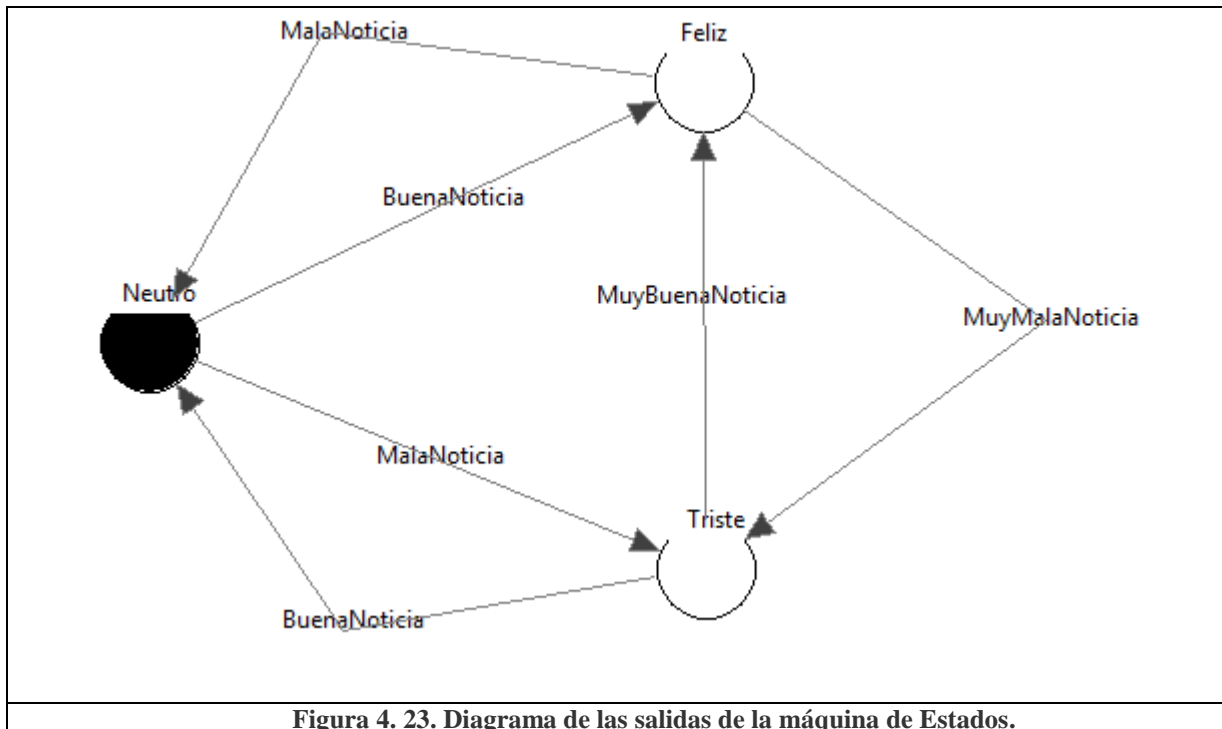 MalaNoticia
Feliz
BuenaNoticia
Neutro
MuyBuenaNoticia
MuyMalaNoticia
MalaNoticia
Triste
BuenaNoticia
Figura 4. 23. Diagrama de las salidas de la máquina de Estados.